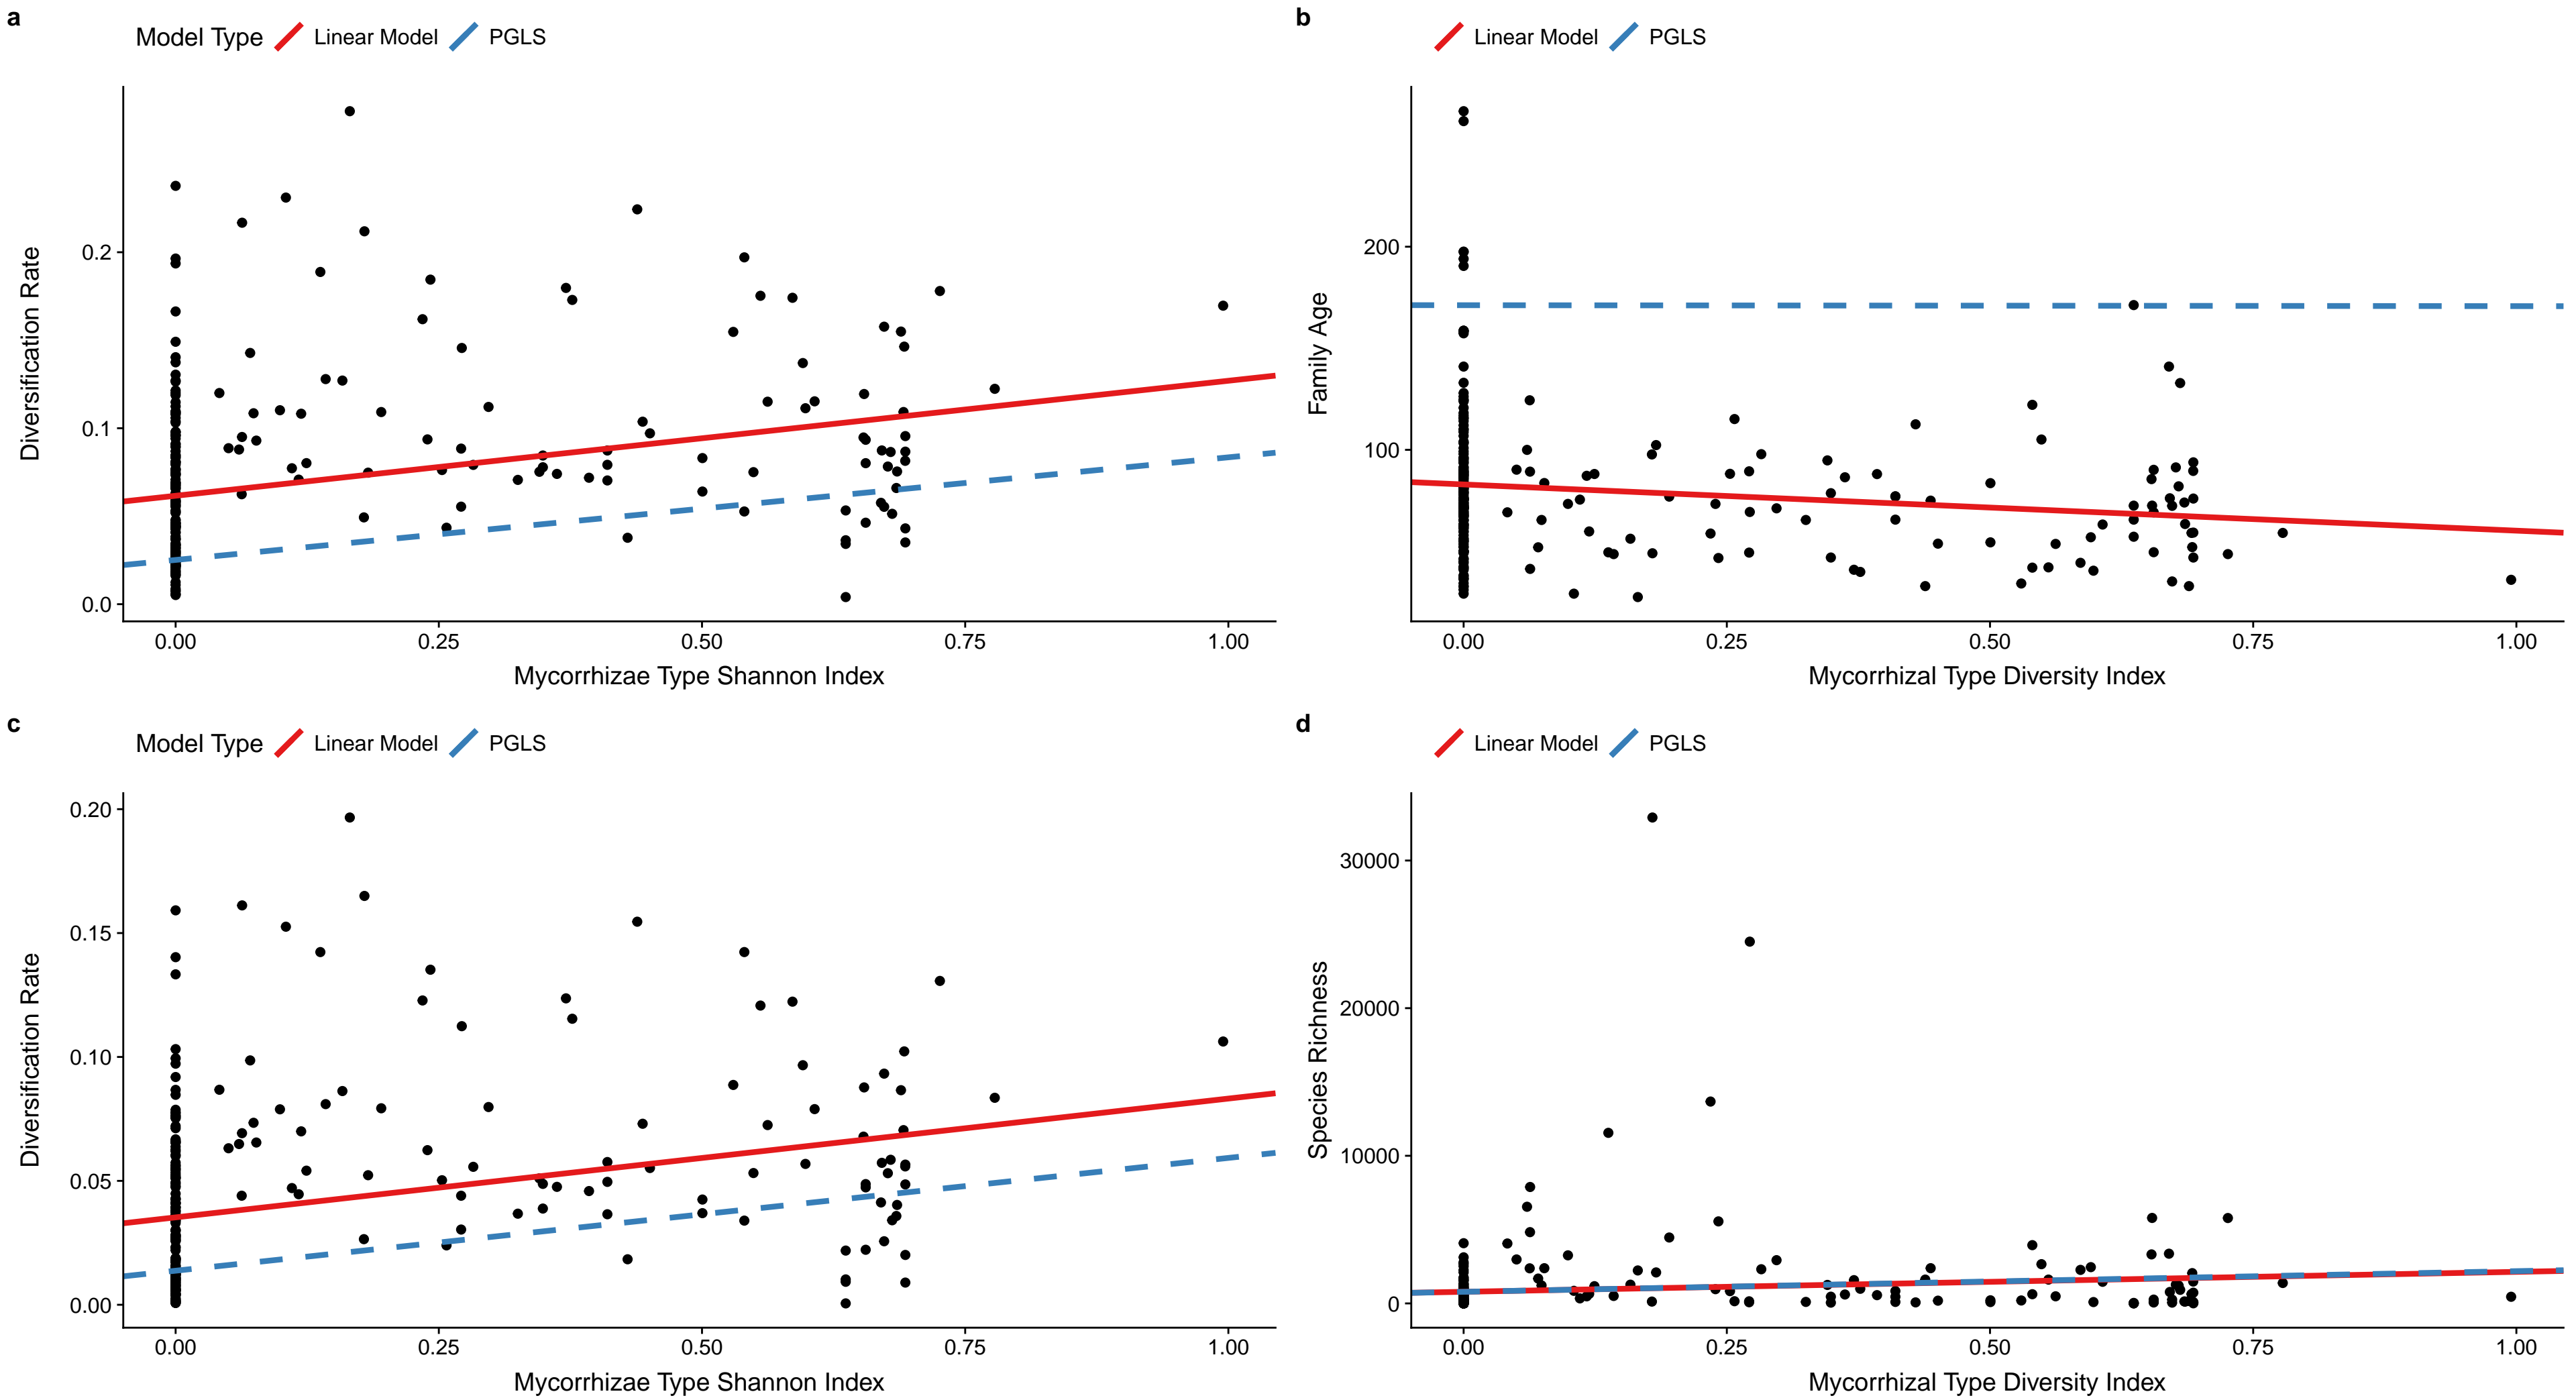 a
Model Type Linear Model PGLS
Diversification Rate
0.2
0.1
0.0
0.00 0.25 0.50 0.75 1.00
Mycorrhizae Type Shannon Index
b
Linear Model PGLS
Family Age
200
100
0.00 0.25 0.50 0.75 1.00
Mycorrhizal Type Diversity Index
c
Model Type Linear Model PGLS
Diversification Rate
0.20
0.15
0.10
0.05
0.00
0.00 0.25 0.50 0.75 1.00
Mycorrhizae Type Shannon Index
d
Linear Model PGLS
Species Richness
30000
20000
10000
0
0.00 0.25 0.50 0.75 1.00
Mycorrhizal Type Diversity Index